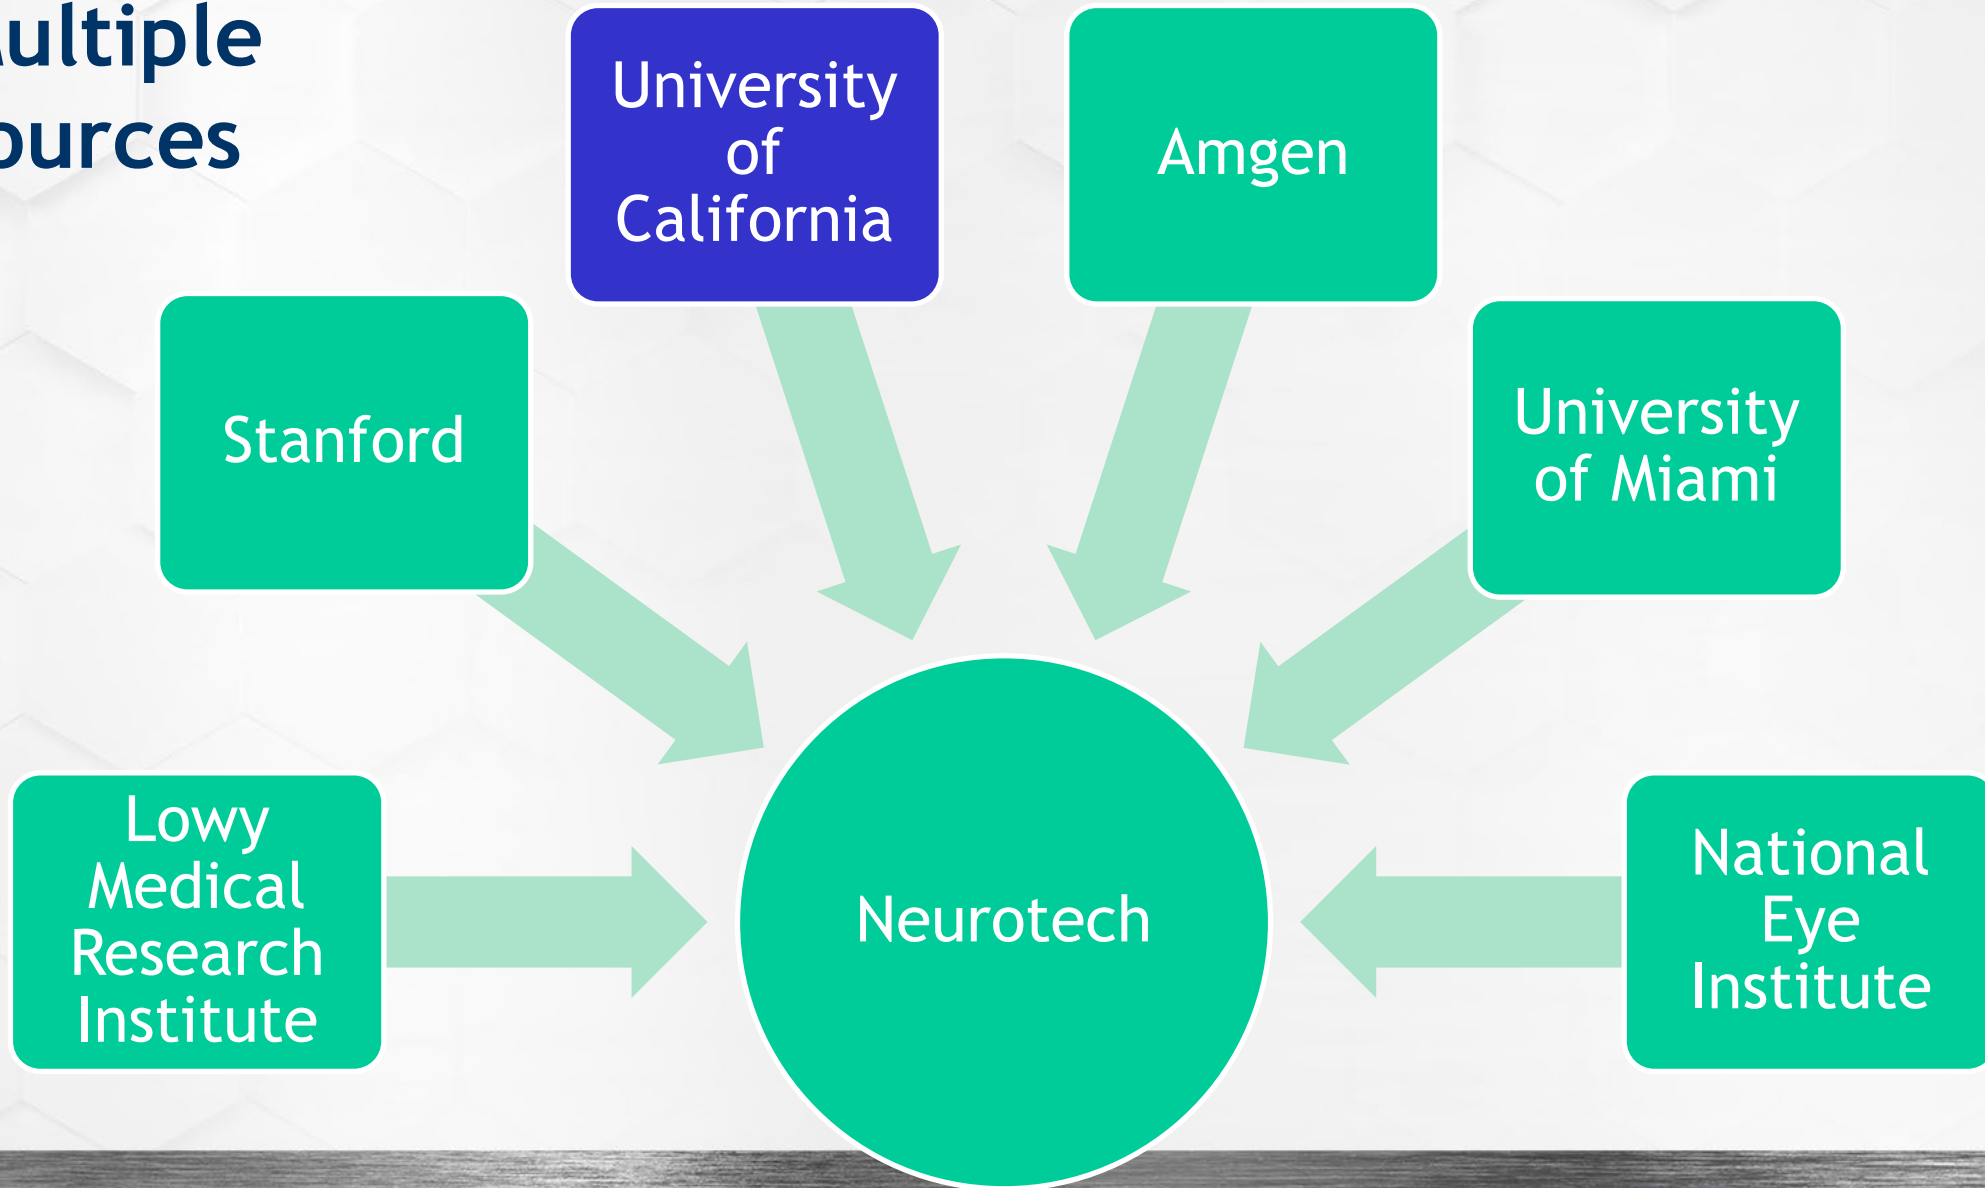 ultiple
ources
University
of
California
Amgen
Stanford
University
of Miami
Lowy
Medical
Research
Institute
Neurotech
National
Eye
Institute